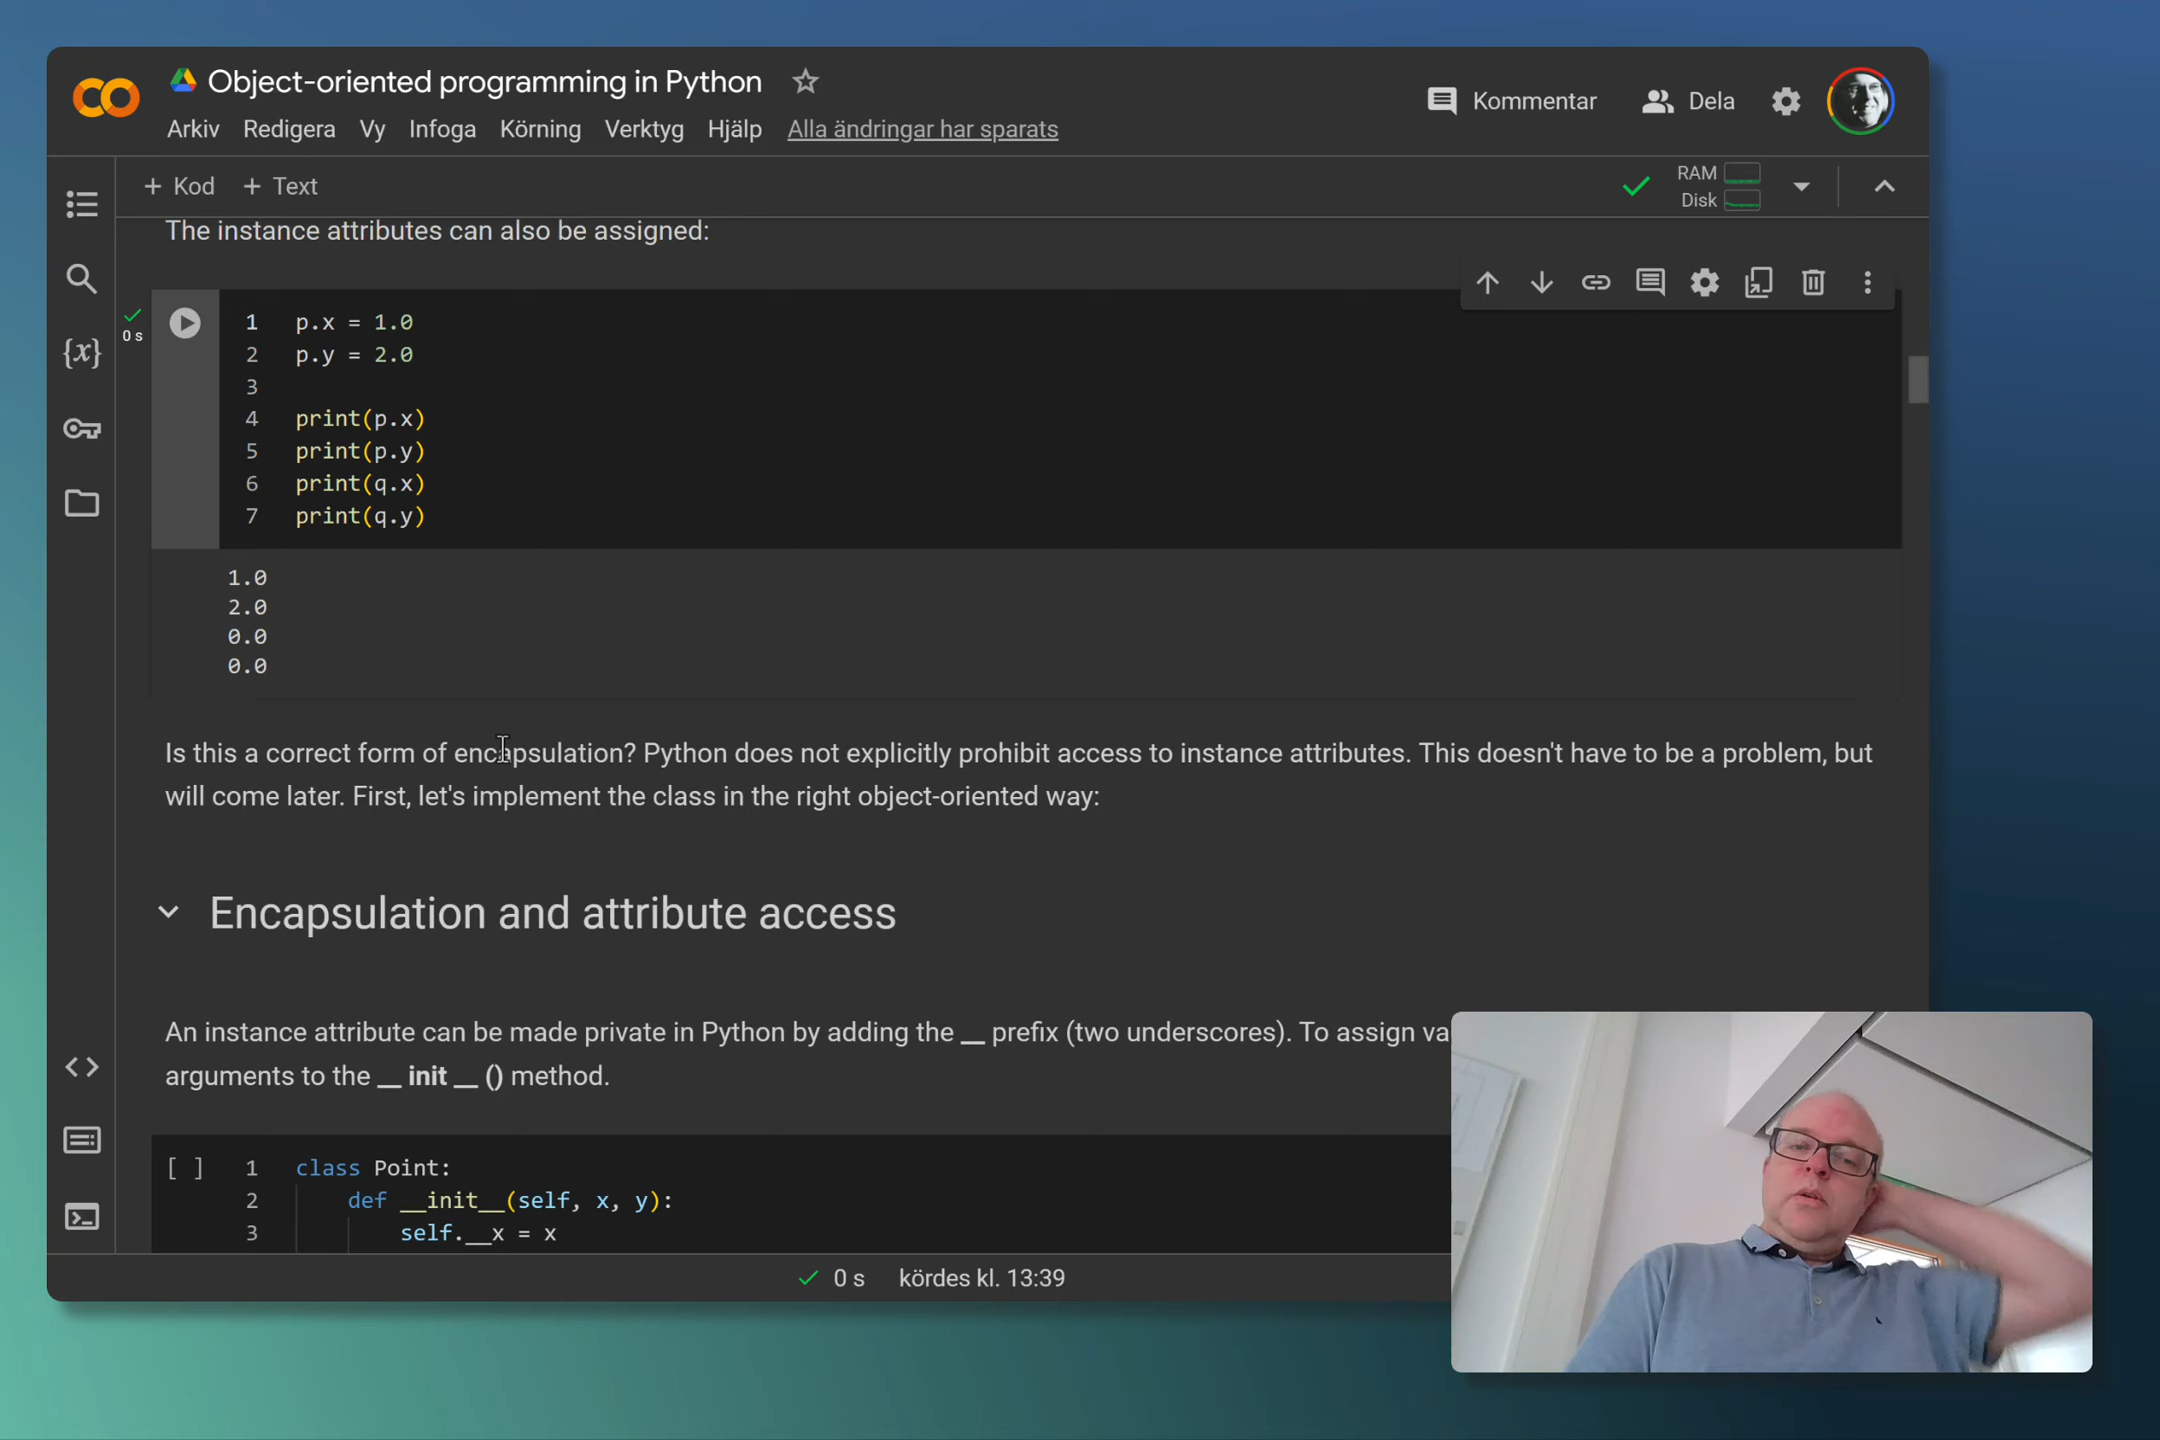 Object-oriented programming in Python
Kommentar
Dela
Arkiv Redigera Vy Infoga Körning Verktyg Hjälp Alla ändringar har sparats
+ Kod + Text
RAM
Disk
The instance attributes can also be assigned:
0 s
1 p.x = 1.0
2 p.y = 2.0
3
4 print(p.x)
5 print(p.y)
6 print(q.x)
7 print(q.y)
1.0
2.0
0.0
0.0
Is this a correct form of encapsulation? Python does not explicitly prohibit access to instance attributes. This doesn't have to be a problem, but
will come later. First, let's implement the class in the right object-oriented way:
Encapsulation and attribute access
An instance attribute can be made private in Python by adding the __ prefix (two underscores). To assign va
arguments to the __ init __ () method.
[ ] 1 class Point:
2 def __init__(self, x, y):
3 self.__x = x
0 s kördes kl. 13:39